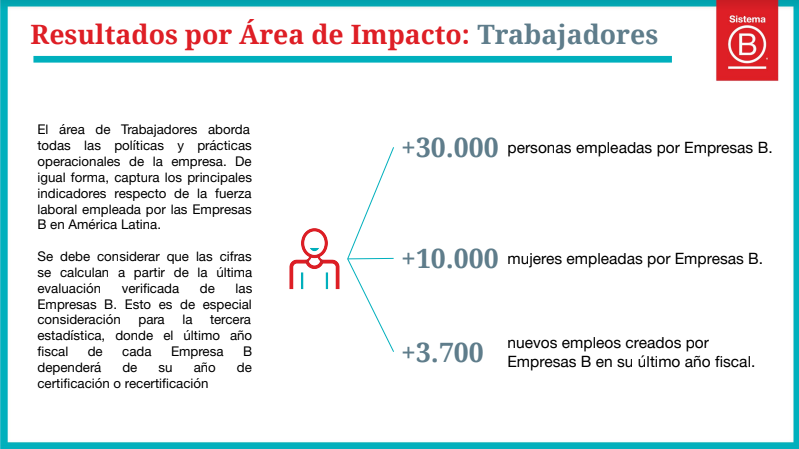 Resultados por Área de Impacto: Trabajadores
Sistema
B
El área de Trabajadores aborda
todas las políticas y prácticas
operacionales de la empresa. De
igual forma, captura los principales
indicadores respecto de la fuerza
laboral empleada por las Empresas
B en América Latina.
Se debe considerar que las cifras
se calculan a partir de la última
evaluación verificada de las
Empresas B. Esto es de especial
consideración para la tercera
estadística, donde el último año
fiscal de cada Empresa B
dependerá de su año de
certificación o recertificación
+30.000 personas empleadas por Empresas B.
+10.000 mujeres empleadas por Empresas B.
+3.700 nuevos empleos creados por
Empresas B en su último año fiscal.